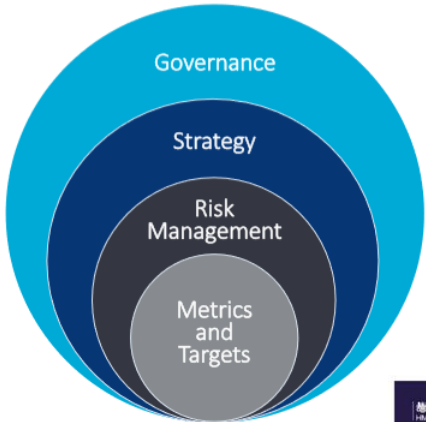 Governance
Strategy
Risk
Management
Metrics
and
Targets